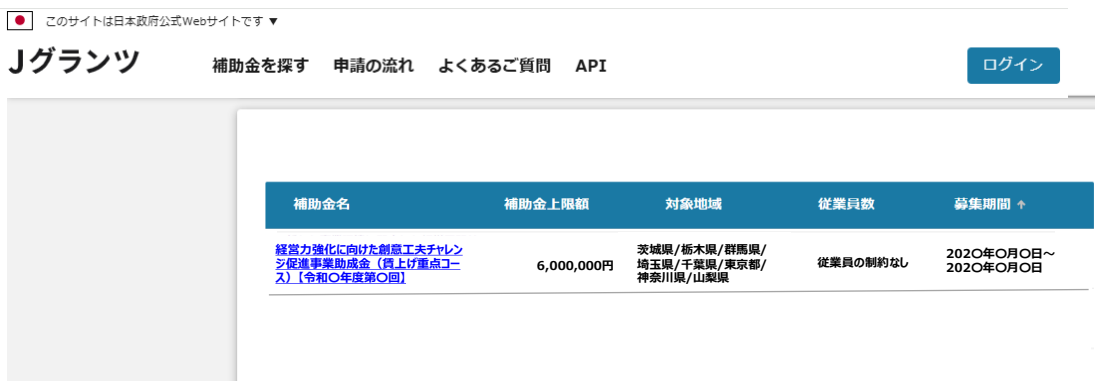 このサイトは日本政府公式Webサイトです ▼
Jグランツ
補助金を探す 申請の流れ よくあるご質問 API
ログイン
補助金名 補助金上限額 対象地域 従業員数 募集期間 ↑
経営力強化に向けた創意工夫チャレン
ジ促進事業助成金（賃上げ重点コー
ス）【令和〇年度第〇回】
6,000,000円
茨城県/栃木県/群馬県/
埼玉県/千葉県/東京都/
神奈川県/山梨県
従業員の制約なし
202〇年〇月〇日～
202〇年〇月〇日